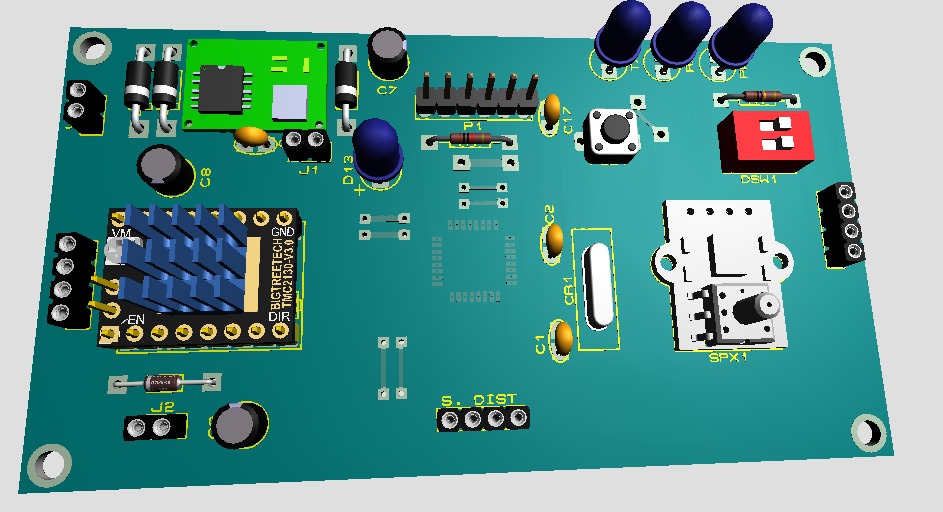 C7
P1
C17
J1
D13
+
C8
DSW1
VM
GND
BIGTREETECH
TMC2130-V3.0
EN
DIR
C2
CR1
C1
SPX1
J2
S. DIST